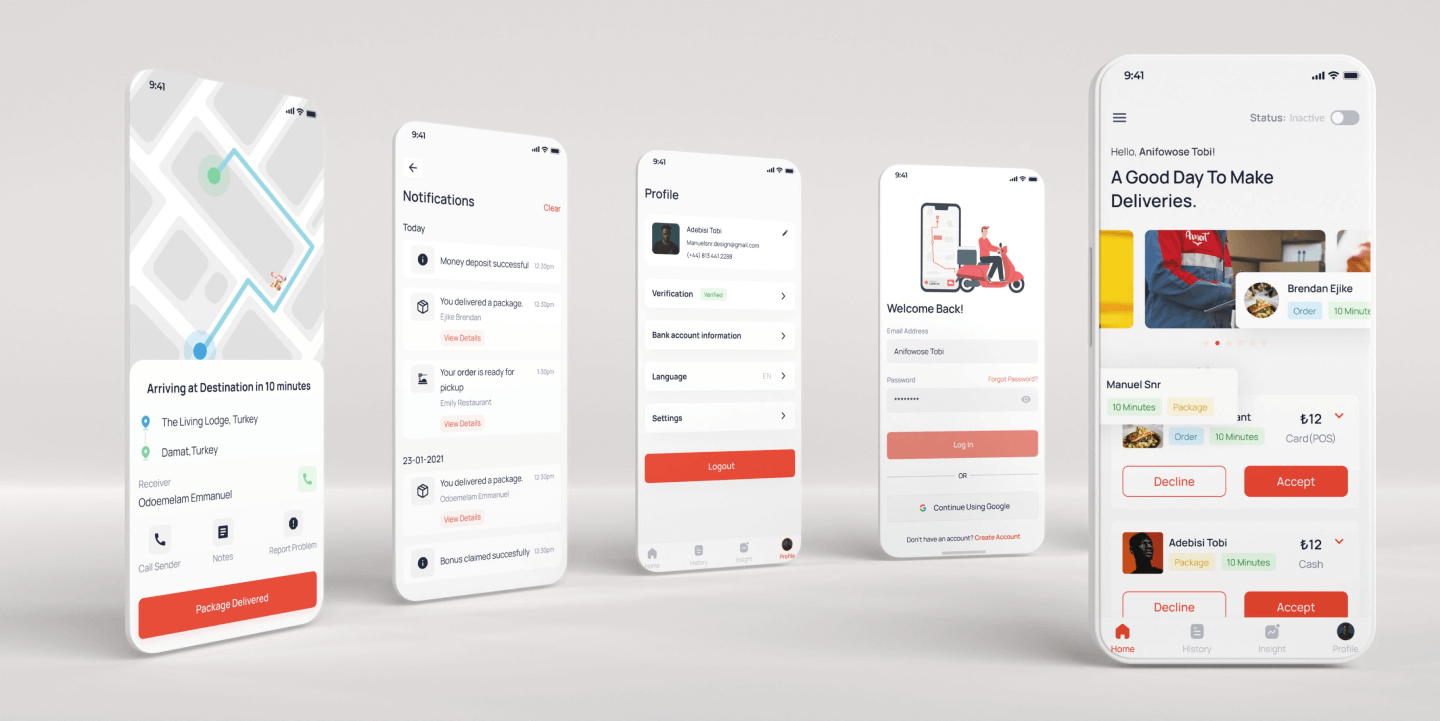 9:41
Arriving at Destination in 10 minutes
The Living Lodge, Turkey
Damat,Turkey
Receiver
Odoemelam Emmanuel
Call Sender
Notes
Report Problem
Package Delivered
9:41
Notifications
Clear
Today
Money deposit successful 12:30pm
You delivered a package. 12:30pm
Ejike Brendan
View Details
Your order is ready for 1:30pm
pickup
Emily Restaurant
View Details
23-01-2021
You delivered a package. 12:30pm
Odoemelam Emmanuel
View Details
Bonus claimed succesfully 12:30pm
9:41
Profile
Adebisi Tobi
Manuelsnr.design@gmail.com
(+44) 813 441 2288
Verification Verified
Bank account information
Language EN
Settings
Logout
Home History Insight Profile
9:41
Welcome Back!
Email Address
Anifowose Tobi
Password Forgot Password?
********
Log In
OR
Continue Using Google
Don't have an account? Create Account
9:41
Status: Inactive
Hello, Anifowose Tobi!
A Good Day To Make
Deliveries.
Brendan Ejike
Order 10 Minute
Manuel Snr
10 Minutes Package
ant ₺12
Order 10 Minutes Card(POS)
Decline Accept
Adebisi Tobi ₺12
Package 10 Minutes Cash
Decline Accept
Home History Insight Profile